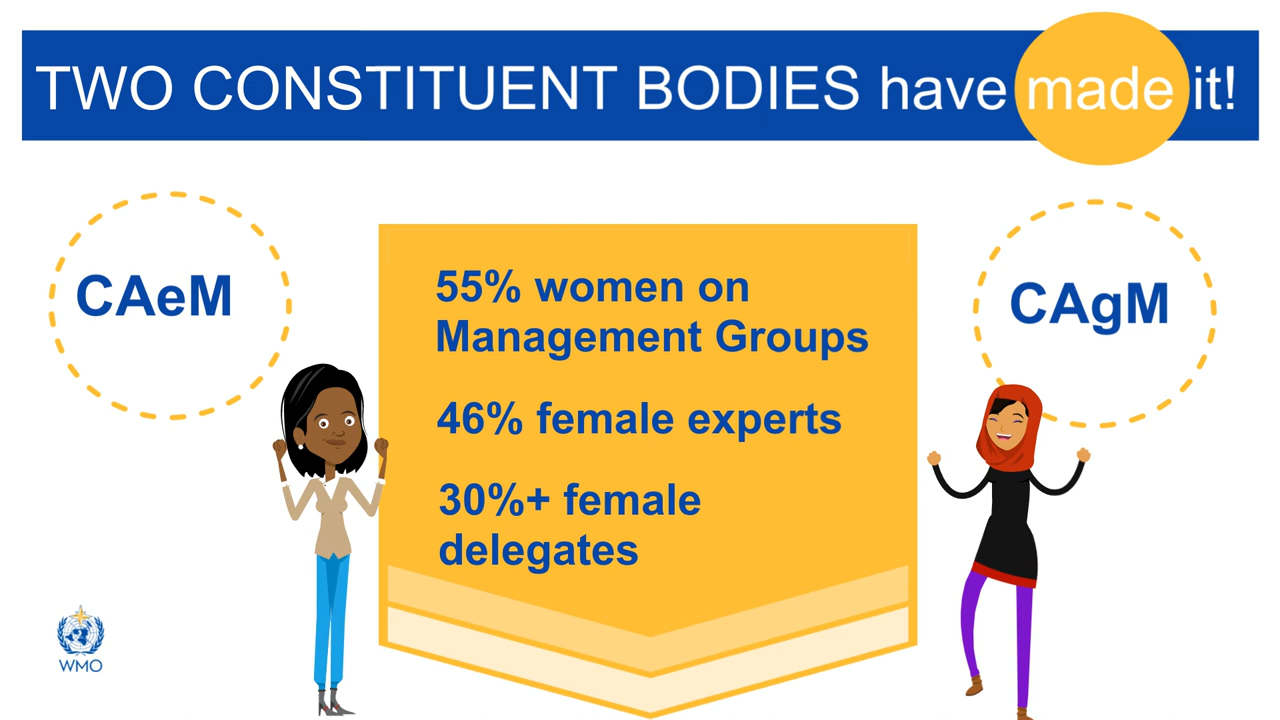 TWO CONSTITUENT BODIES have made it!
CAeM
55% women on
Management Groups
46% female experts
30%+ female
delegates
CAgM
WMO